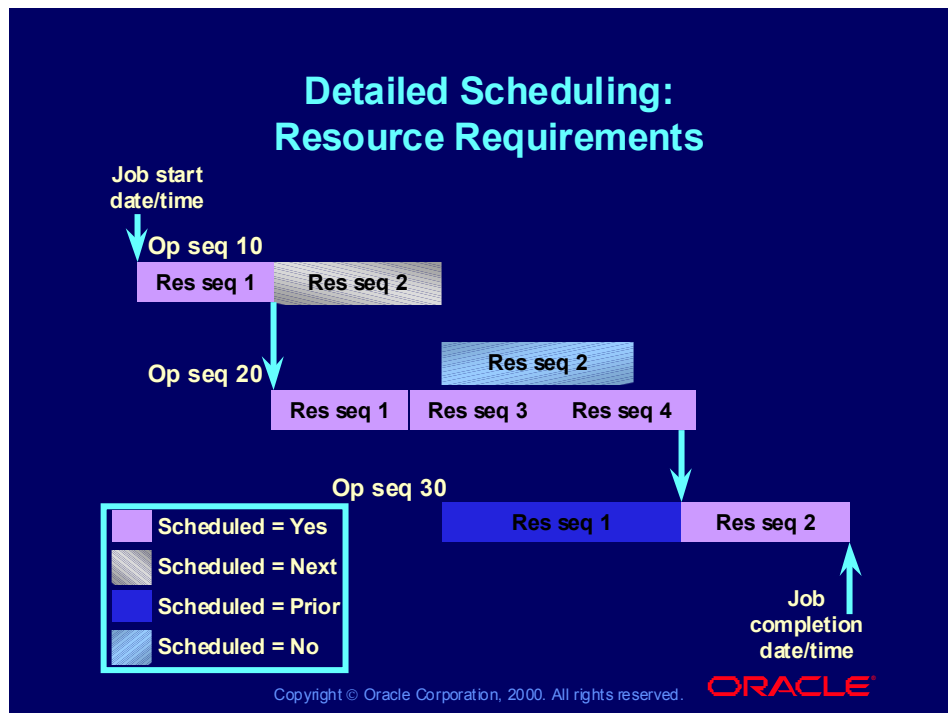 Detailed Scheduling:
Resource Requirements
Job start
date/time
Op seq 10
Res seq 1
Res seq 2
Op seq 20
Res seq 2
Res seq 1
Res seq 3
Res seq 4
Op seq 30
Res seq 1
Res seq 2
Scheduled = Yes
Scheduled = Next
Scheduled = Prior
Scheduled = No
Job
completion
date/time
Copyright © Oracle Corporation, 2000. All rights reserved.
ORACLE®